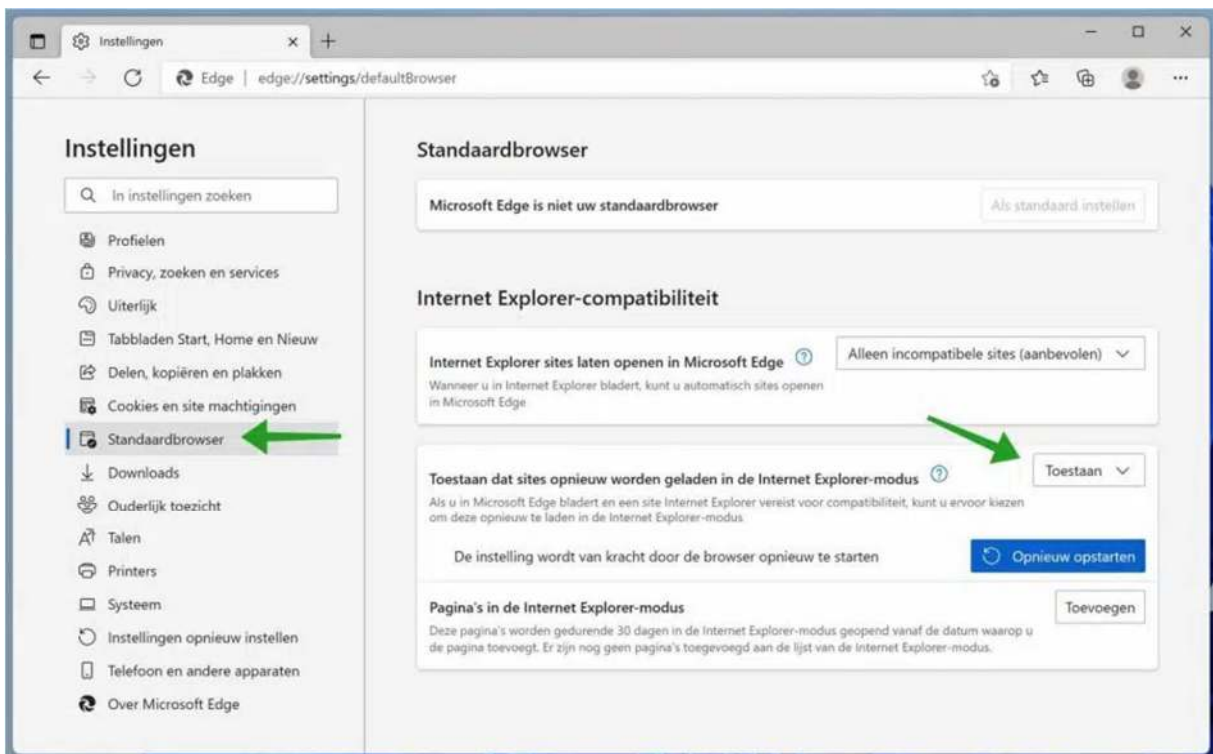 Instellingen
Edge | edge://settings/defaultBrowser
Instellingen
In instellingen zoeken
Profielen
Privacy, zoeken en services
Uiterlijk
Tabbladen Start, Home en Nieuw
Delen, kopiëren en plakken
Cookies en site machtigingen
Standaardbrowser
Downloads
Ouderlijk toezicht
Talen
Printers
Systeem
Instellingen opnieuw instellen
Telefoon en andere apparaten
Over Microsoft Edge
Standaardbrowser
Microsoft Edge is niet uw standaardbrowser
Als standaard instellen
Internet Explorer-compatibiliteit
Internet Explorer sites laten openen in Microsoft Edge
Alleen incompatibele sites (aanbevolen)
Wanneer u in Internet Explorer bladert, kunt u automatisch sites openen
in Microsoft Edge
Toestaan dat sites opnieuw worden geladen in de Internet Explorer-modus
Toestaan
Als u in Microsoft Edge bladert en een site Internet Explorer vereist voor compatibiliteit, kunt u ervoor kiezen
om deze opnieuw te laden in de Internet Explorer-modus
De instelling wordt van kracht door de browser opnieuw te starten
Opnieuw opstarten
Pagina's in de Internet Explorer-modus
Toevoegen
Deze pagina's worden gedurende 30 dagen in de Internet Explorer-modus geopend vanaf de datum waarop u
de pagina toevoegt. Er zijn nog geen pagina's toegevoegd aan de lijst van de Internet Explorer-modus.